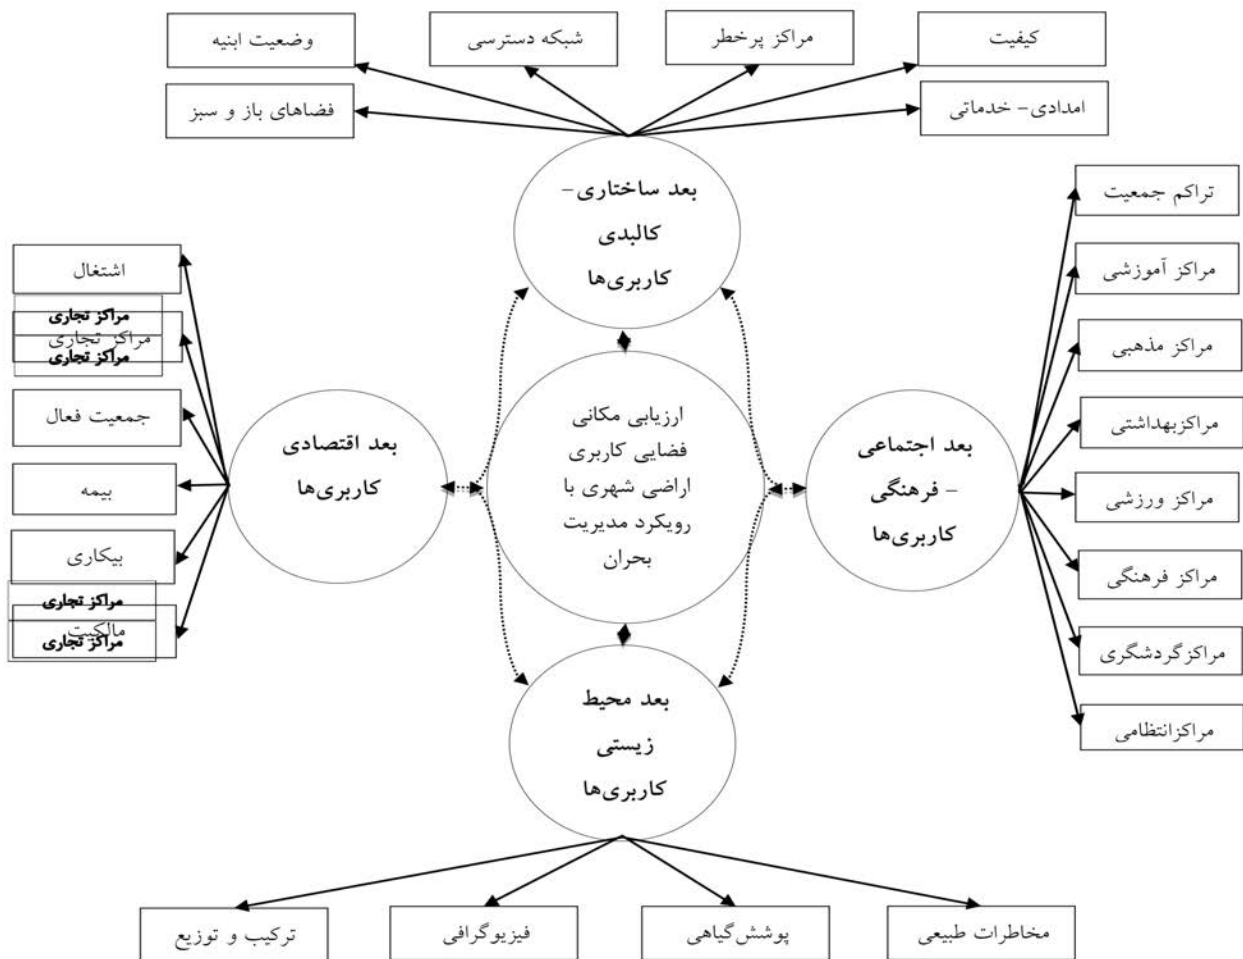 کیفیت
مراکز پرخطر
شبکه دسترسی
وضعیت ابنیه
امدادی- خدماتی
فضاهای باز و سبز
بعد ساختاری-
کالبدی
کاربری‌ها
تراکم جمعیت
مراکز آموزشی
مراکز مذهبی
مراکزبهداشتی
مراکز ورزشی
مراکز فرهنگی
مراکزگردشگری
مراکزانتظامی
بعد اجتماعی
- فرهنگی
کاربری‌ها
ارزیابی مکانی
فضایی کاربری
اراضی شهری با
رویکرد مدیریت
بحران
بعد اقتصادی
کاربری‌ها
اشتغال
مراکز تجاری
مراکز تجاری
مراکز تجاری
جمعیت فعال
بیمه
بیکاری
مراکز تجاری
مالکیت
مراکز تجاری
بعد محیط
زیستی
کاربری‌ها
مخاطرات طبیعی
پوشش‌گیاهی
فیزیوگرافی
ترکیب و توزیع